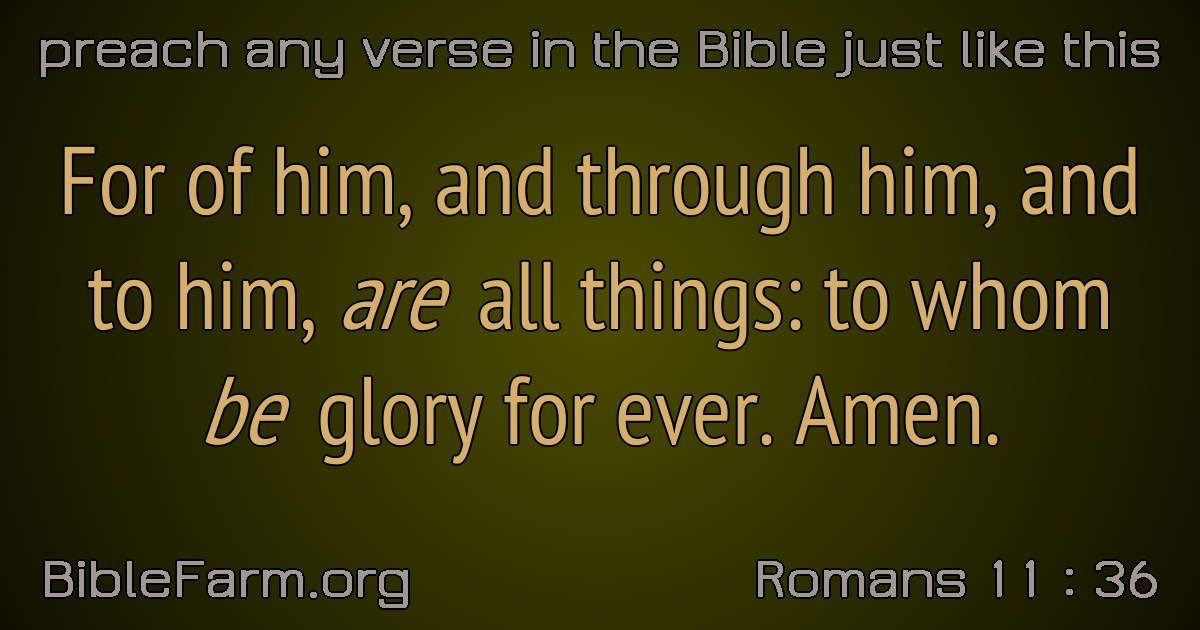 preach any verse in the Bible just like this
For of him, and through him, and
to him, are all things: to whom
be glory for ever. Amen.
BibleFarm.org
Romans 11 : 36